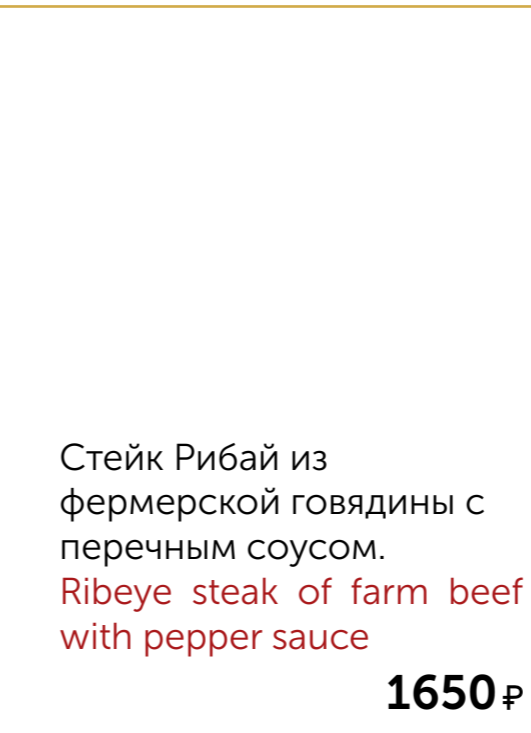 Стейк Рибай из
фермерской говядины с
перечным соусом.
Ribeye steak of farm beef
with pepper sauce
1650 ₽